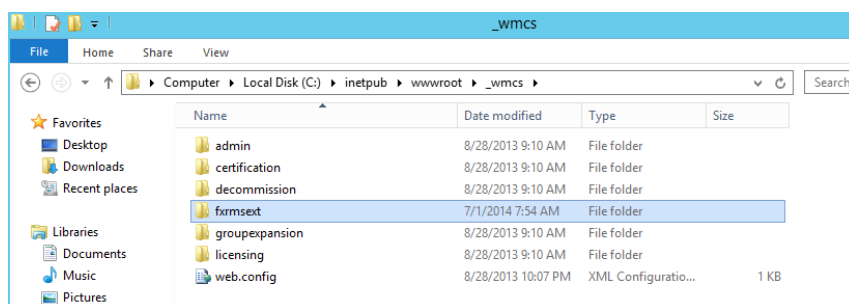 _wmcs
File Home Share View
Computer Local Disk (C:) inetpub wwwroot _wmcs Search
Favorites
Desktop
Downloads
Recent places
Libraries
Documents
Music
Pictures
Name Date modified Type Size
admin 8/28/2013 9:10 AM File folder
certification 8/28/2013 9:10 AM File folder
decommission 8/28/2013 9:10 AM File folder
fxrmsext 7/1/2014 7:54 AM File folder
groupexpansion 8/28/2013 9:10 AM File folder
licensing 8/28/2013 9:10 AM File folder
web.config 8/28/2013 10:07 PM XML Configuratio... 1 KB